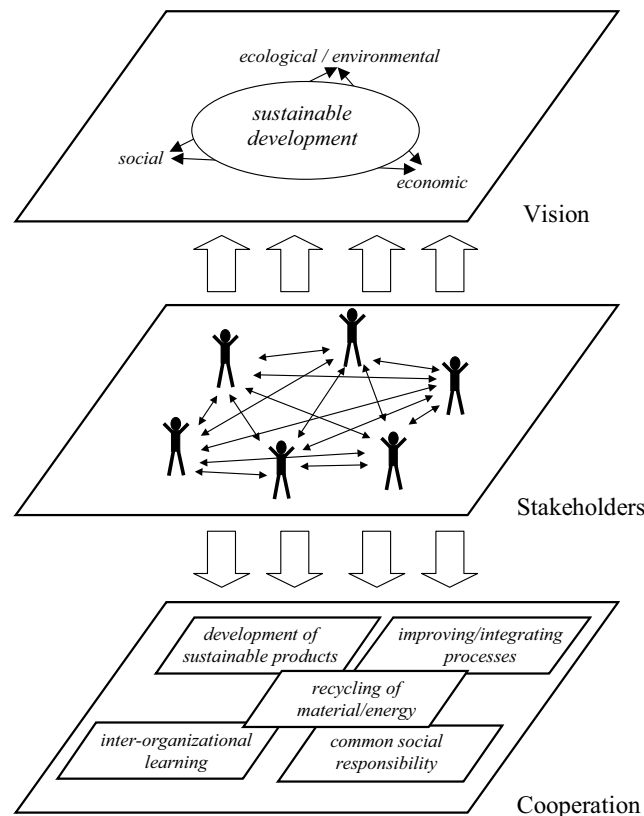 ecological / environmental
sustainable
development
social
economic
Vision
Stakeholders
development of
sustainable products
improving/integrating
processes
recycling of
material/energy
inter-organizational
learning
common social
responsibility
Cooperation